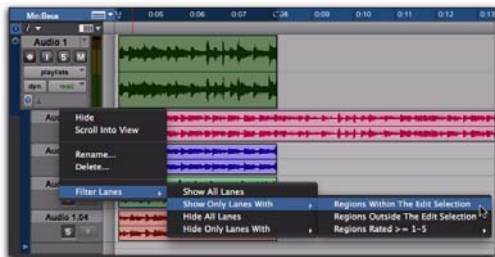 Min:Secs
0:05
0:06
0:07
0:08
0:09
0:10
0:11
0:12
Audio 1
I S M
playlists
dyn read
Hide
Scroll Into View
Rename...
Delete...
Filter Lanes
Show All Lanes
Show Only Lanes With
Hide All Lanes
Hide Only Lanes With
Regions Within The Edit Selection
Regions Outside The Edit Selection
Regions Rated >= 1-5
Audio 1.04
S